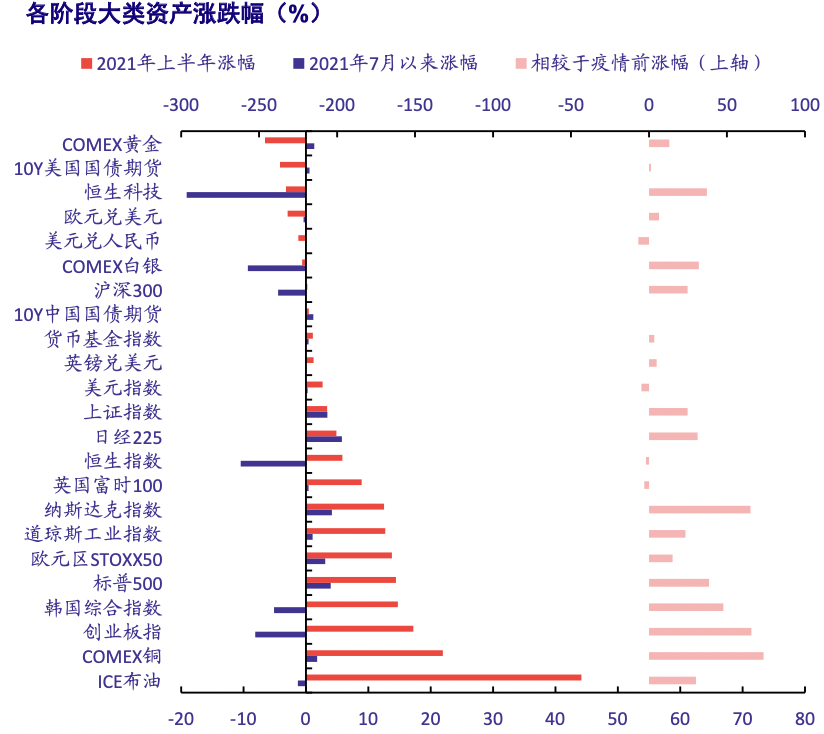 各阶段大类资产涨跌幅（%）
2021年上半年涨幅 2021年7月以来涨幅 相较于疫情前涨幅（上轴）
-300 -250 -200 -150 -100 -50 0 50 100
COMEX黄金
10Y美国国债期货
恒生科技
欧元兑美元
美元兑人民币
COMEX白银
沪深300
10Y中国国债期货
货币基金指数
英镑兑美元
美元指数
上证指数
日经225
恒生指数
英国富时100
纳斯达克指数
道琼斯工业指数
欧元区STOXX50
标普500
韩国综合指数
创业板指
COMEX铜
ICE布油
-20 -10 0 10 20 30 40 50 60 70 80